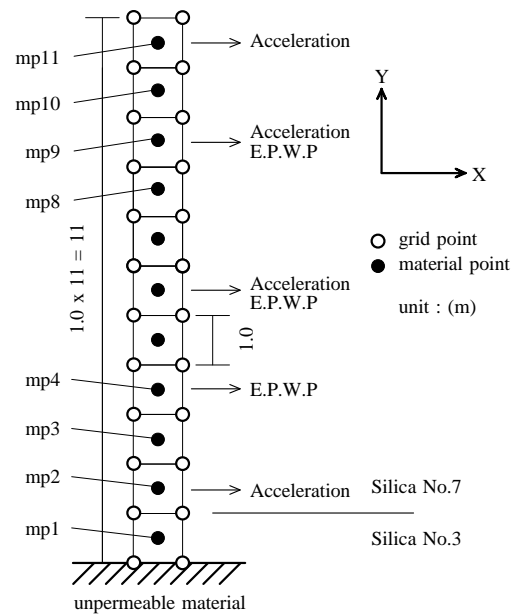 mp11
Acceleration
mp10
mp9
Acceleration
E.P.W.P
mp8
Y
X
grid point
material point
unit : (m)
1.0 x 11 = 11
Acceleration
E.P.W.P
1.0
mp4
E.P.W.P
mp3
mp2
Acceleration
Silica No.7
mp1
Silica No.3
unpermeable material